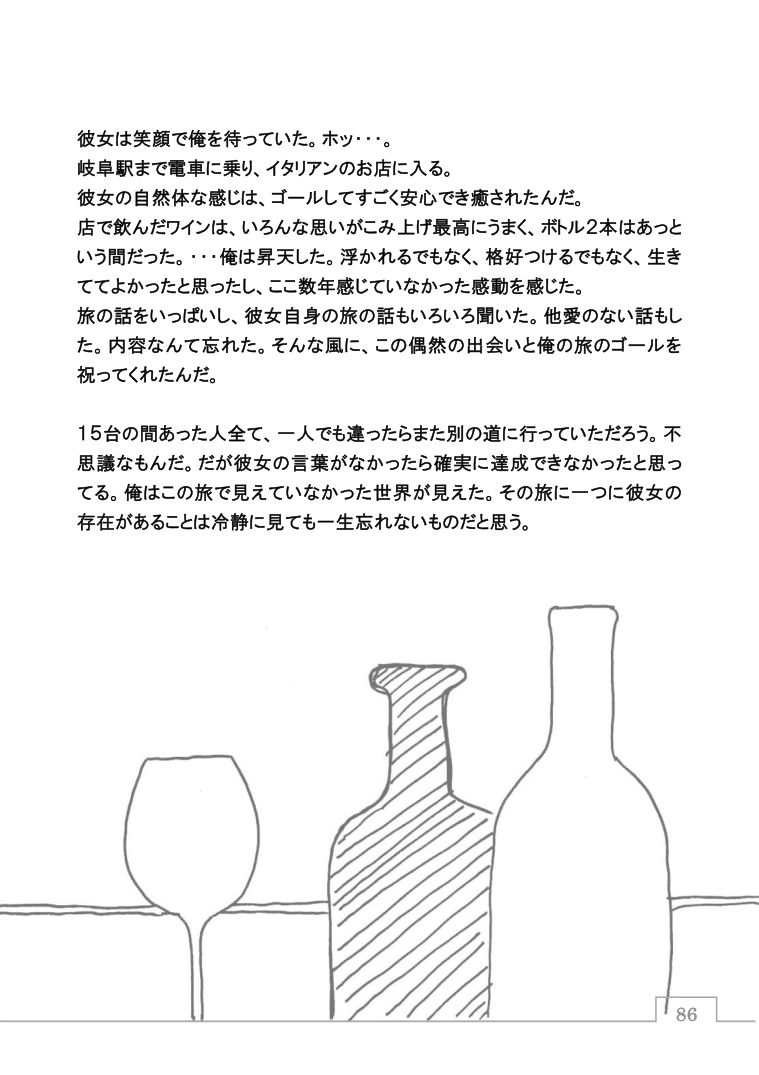 彼女は笑顔で俺を待っていた。ホッ・・・。
岐阜駅まで電車に乗り、イタリアンのお店に入る。
彼女の自然体な感じは、ゴールしてすごく安心でき癒されたんだ。
店で飲んだワインは、いろんな思いがこみ上げ最高にうまく、ボトル２本はあっと
いう間だった。・・・俺は昇天した。浮かれるでもなく、格好つけるでもなく、生き
ててよかったと思ったし、ここ数年感じていなかった感動を感じた。
旅の話をいっぱいし、彼女自身の旅の話もいろいろ聞いた。他愛のない話もし
た。内容なんて忘れた。そんな風に、この偶然の出会いと俺の旅のゴールを
祝ってくれたんだ。
１５台の間あった人全て、一人でも違ったらまた別の道に行っていただろう。不
思議なもんだ。だが彼女の言葉がなかったら確実に達成できなかったと思っ
てる。俺はこの旅で見えていなかった世界が見えた。その旅に一つに彼女の
存在があることは冷静に見ても一生忘れないものだと思う。
86